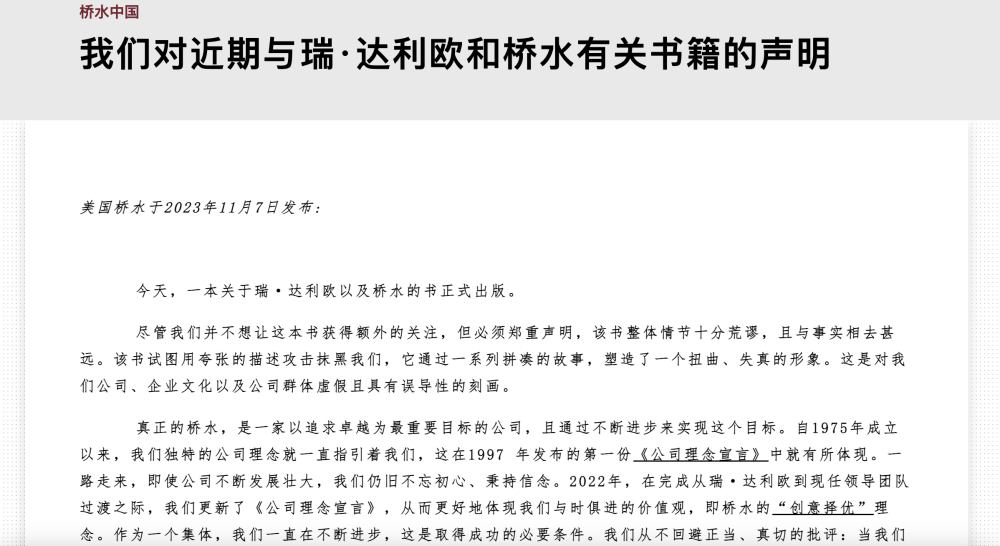 桥水中国
我们对近期与瑞·达利欧和桥水有关书籍的声明
美国桥水于2023年11月7日发布：
今天，一本关于瑞·达利欧以及桥水的书正式出版。
尽管我们并不想让这本书获得额外的关注，但必须郑重声明，该书整体情节十分荒谬，且与事实相去甚
远。该书试图用夸张的描述攻击抹黑我们，它通过一系列拼凑的故事，塑造了一个扭曲、失真的形象。这是对我
们公司、企业文化以及公司群体虚假且具有误导性的刻画。
真正的桥水，是一家以追求卓越为最重要目标的公司，且通过不断进步来实现这个目标。自1975年成立
以来，我们独特的公司理念就一直指引着我们，这在1997 年发布的第一份《公司理念宣言》中就有所体现。一
路走来，即使公司不断发展壮大，我们仍旧不忘初心、秉持信念。2022年，在完成从瑞·达利欧到现任领导团队
过渡之际，我们更新了《公司理念宣言》，从而更好地体现我们与时俱进的价值观，即桥水的“创意择优”理
念。作为一个集体，我们一直在不断进步，这是取得成功的必要条件。我们从不回避正当、真切的批评：当我们